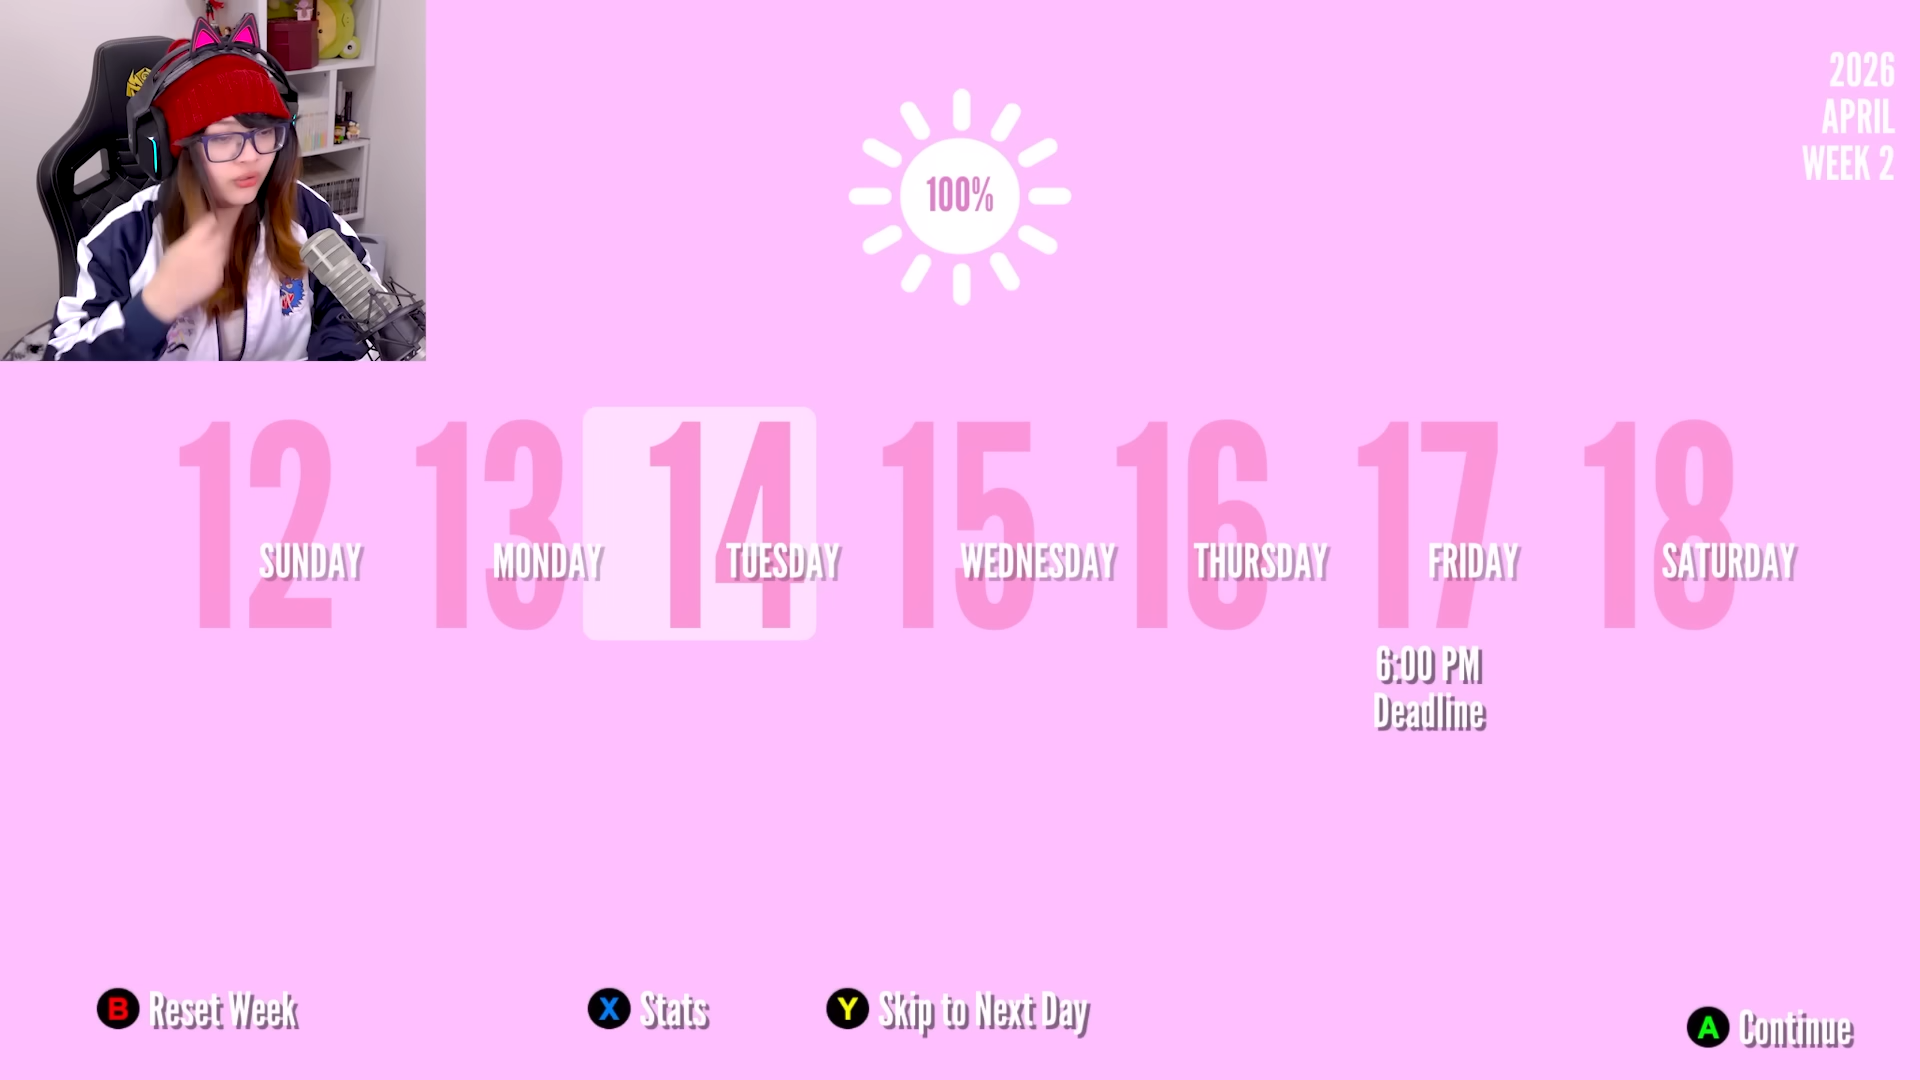 2026
APRIL
WEEK 2
100%
12 13 14 15 16 17 18
SUNDAY MONDAY TUESDAY WEDNESDAY THURSDAY FRIDAY SATURDAY
6:00 PM
Deadline
B Reset Week
X Stats
Y Skip to Next Day
A Continue